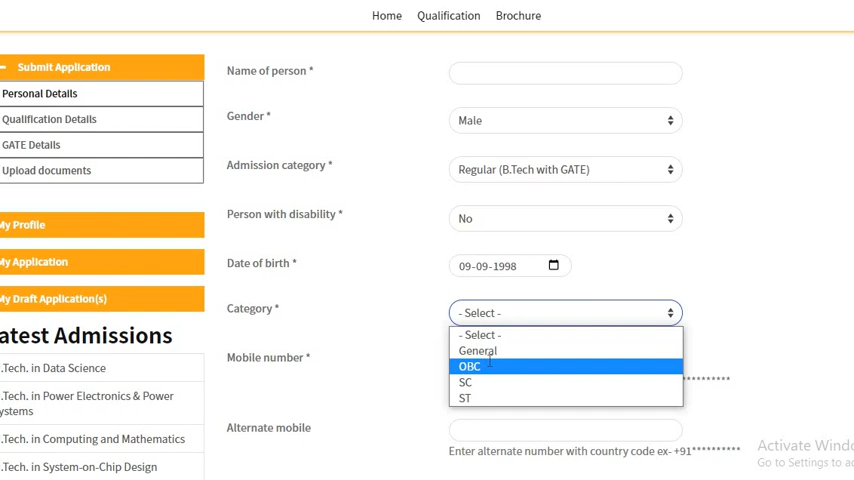 Home Qualification Brochure
Submit Application
Personal Details
Qualification Details
GATE Details
Upload documents
My Profile
My Application
My Draft Application(s)
atest Admissions
.Tech. in Data Science
.Tech. in Power Electronics & Power
ystems
.Tech. in Computing and Mathematics
.Tech. in System-on-Chip Design
Name of person *
Gender *
Male
Admission category *
Regular (B.Tech with GATE)
Person with disability *
No
Date of birth *
09-09-1998
Category *
- Select -
- Select -
General
OBC
SC
ST
Mobile number *
**********
Alternate mobile
Enter alternate number with country code ex- +91**********
Activate Windo
Go to Settings to ac